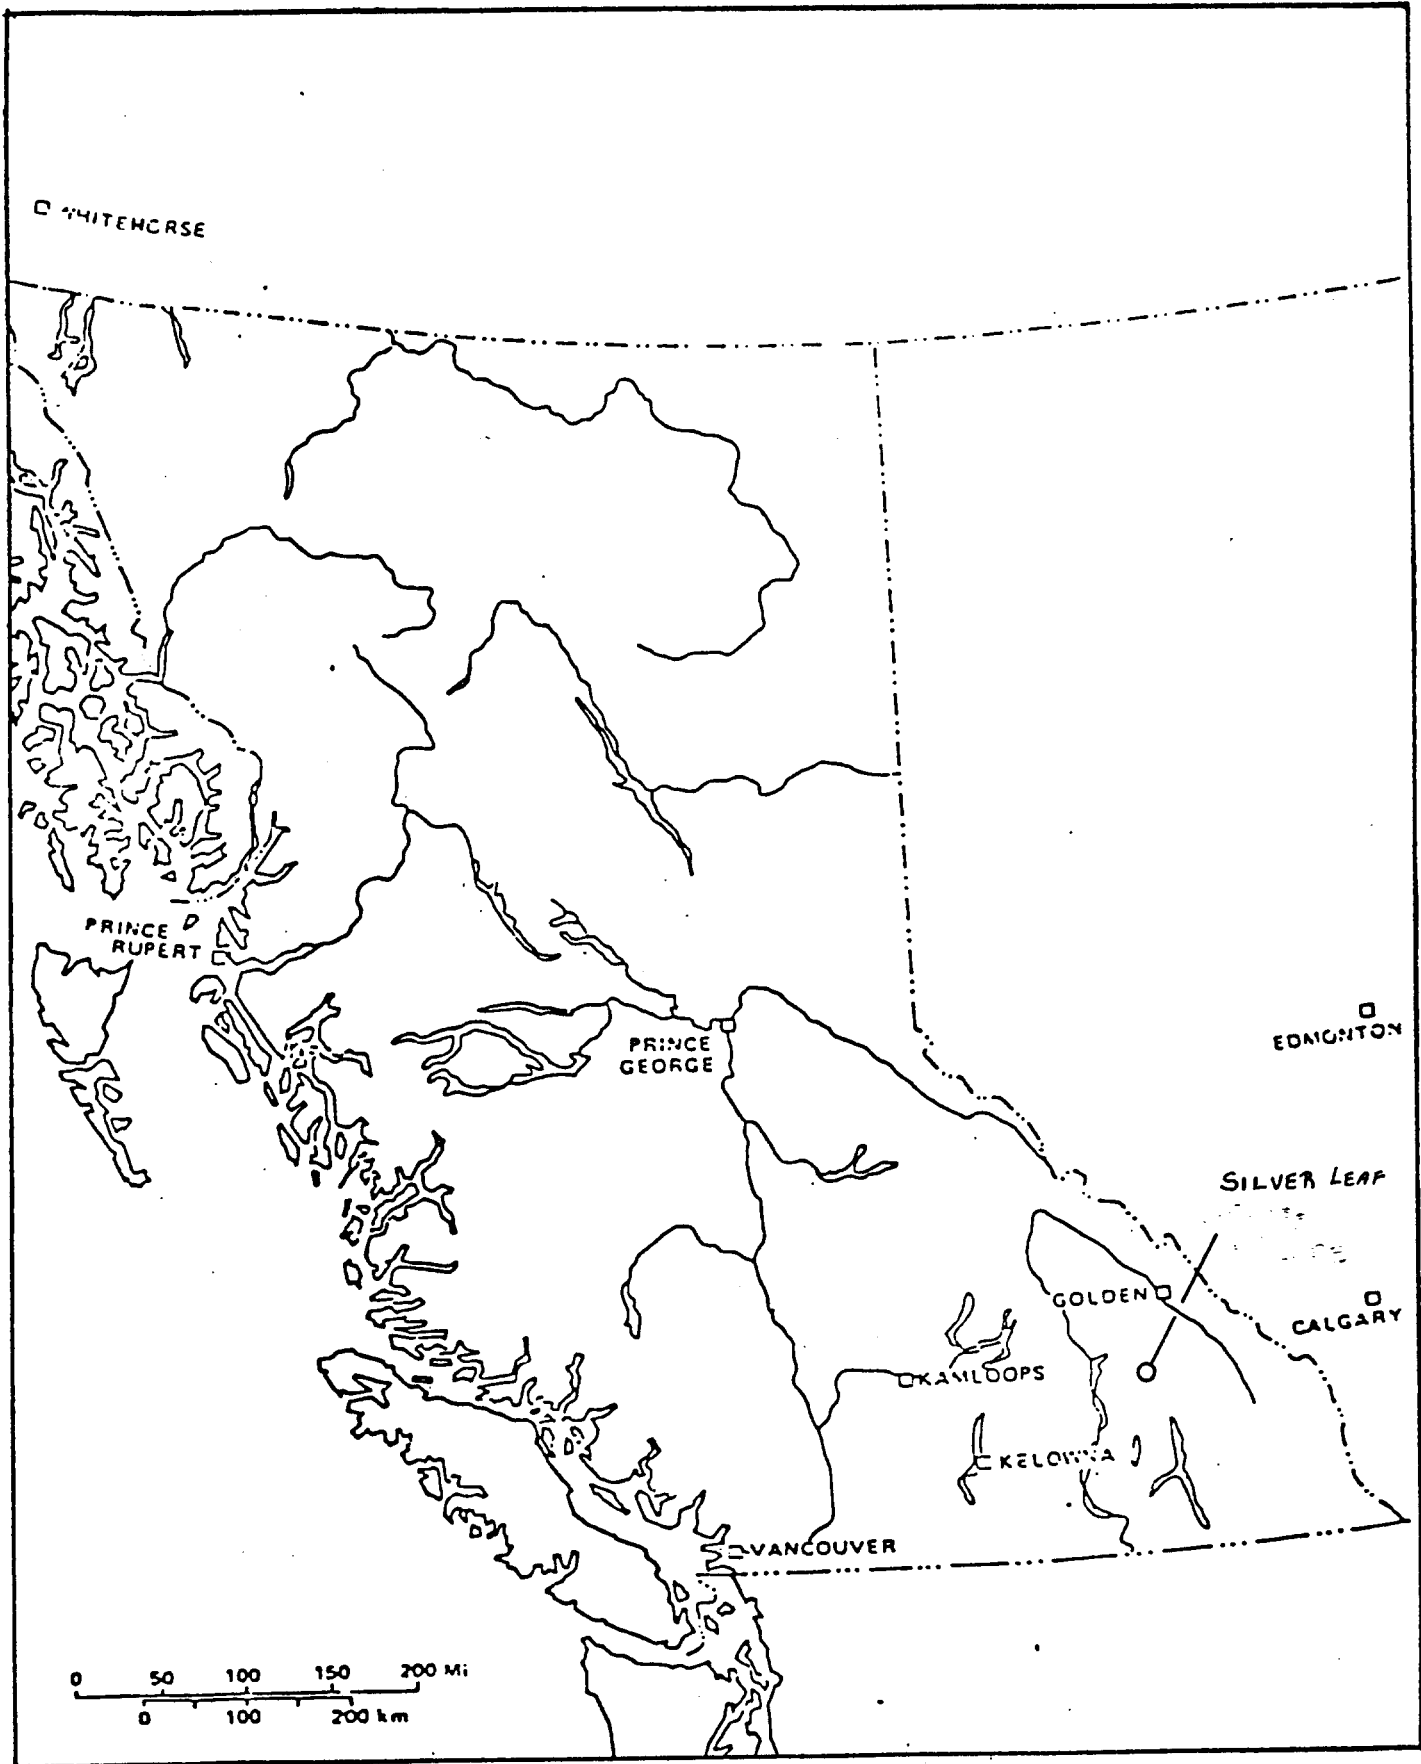 WHITEHORSE
PRINCE
RUPERT
PRINCE
GEORGE
EDMONTON
SILVER LEAF
GOLDEN
CALGARY
KAMLOOPS
KELOWNA
VANCOUVER
0 50 100 150 200 Mi
0 100 200 km